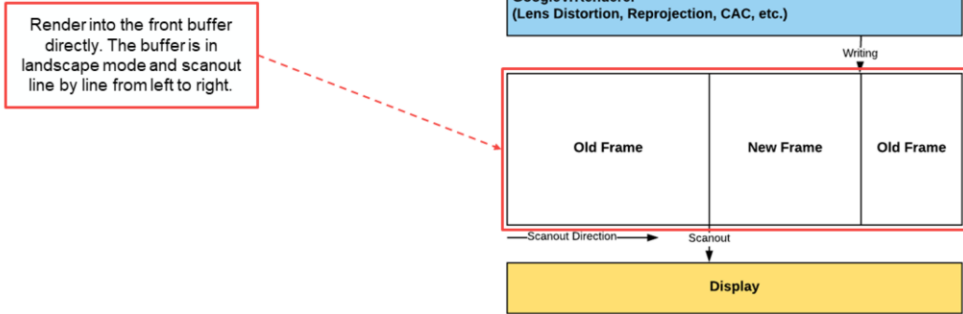 Render into the front buffer
directly. The buffer is in
landscape mode and scanout
line by line from left to right.
(Lens Distortion, Reprojection, CAC, etc.)
Writing
Old Frame
New Frame
Old Frame
Scanout Direction
Scanout
Display